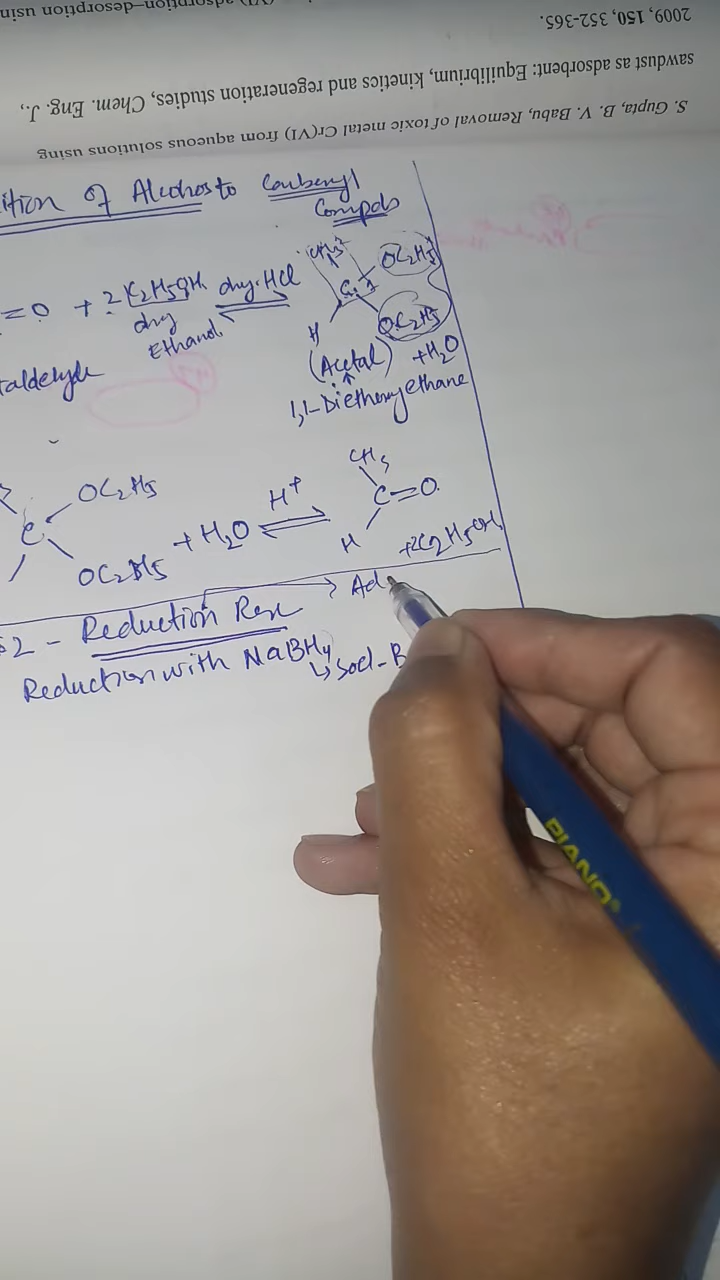 2009, 150, 352-365.
sawdust as adsorbent: Equilibrium, kinetics and regeneration studies, Chem. Eng. J.,
S. Gupta, B. V. Babu, Removal of toxic metal Cr(VI) from aqueous solutions using
ition of Alcohols to Carbonyl
Compds
=O + 2C2H5OH dry HCl
dry
Ethanol
OC2H5
OC2H5
H
(Acetal) + H2O
taldehyde
1,1-Diethoxyethane
OC2H5
C
OC2H5
+ H2O
H+
CH3
C=O
H
+2C2H5OH
2 - Reduction Rexn
Ad
Reduction with NaBH4
Sod - B
PIANO